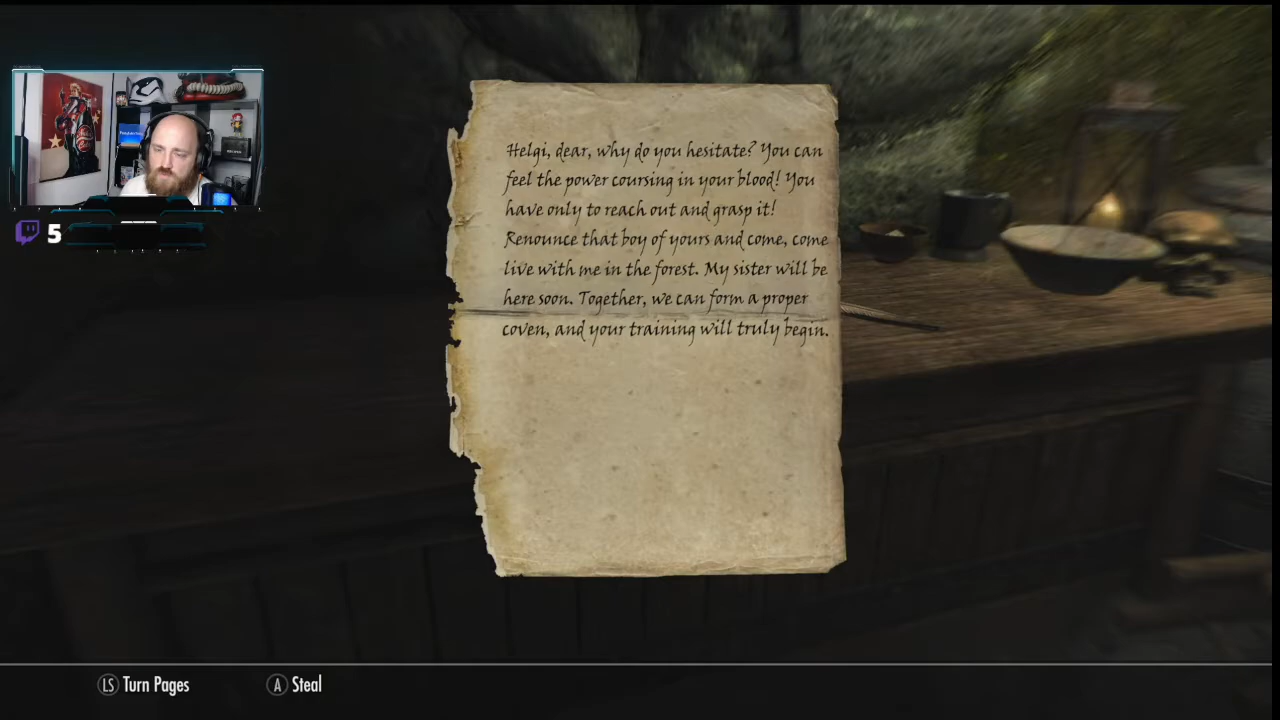 Helgi, dear, why do you hesitate? You can
feel the power coursing in your blood! You
have only to reach out and grasp it!
Renounce that boy of yours and come, come
live with me in the forest. My sister will be
here soon. Together, we can form a proper
coven, and your training will truly begin.
5
LS Turn Pages
A Steal